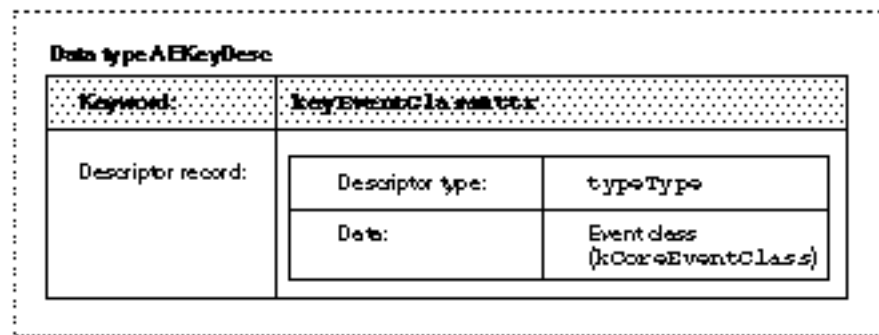 Data type AEKeyDesc
Keyword: keyEventClassAttr
Descriptor record:
Descriptor type: typeType
Data: Event class
(kCoreEventClass)